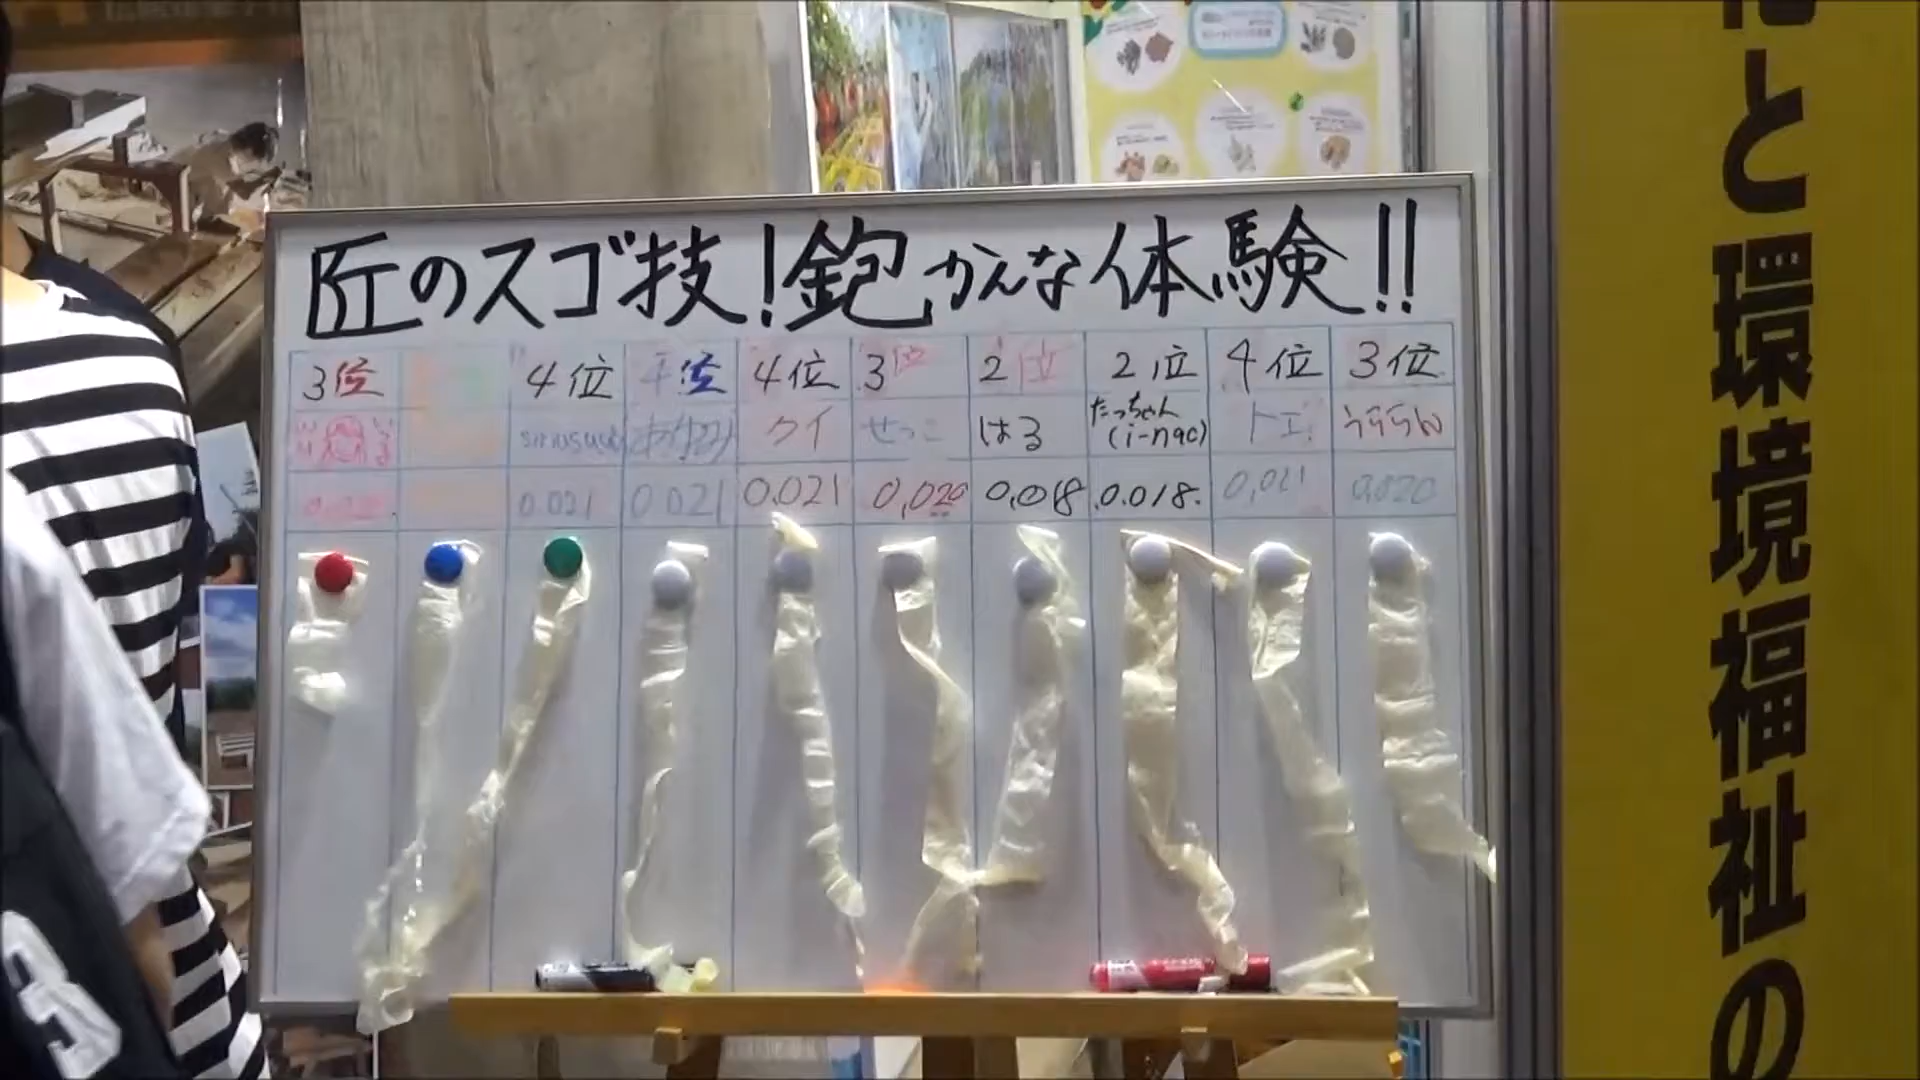 匠のスゴ技!鉋かんな体験!!
3位 4位 4位 4位 3位 2位 2位 4位 3位
クイ せっこ はる たっちゃん(i-nac) トエ! うららん
0.021 0.021 0.021 0,020 0,018 0.018. 0,021 0,020
と環境福祉の